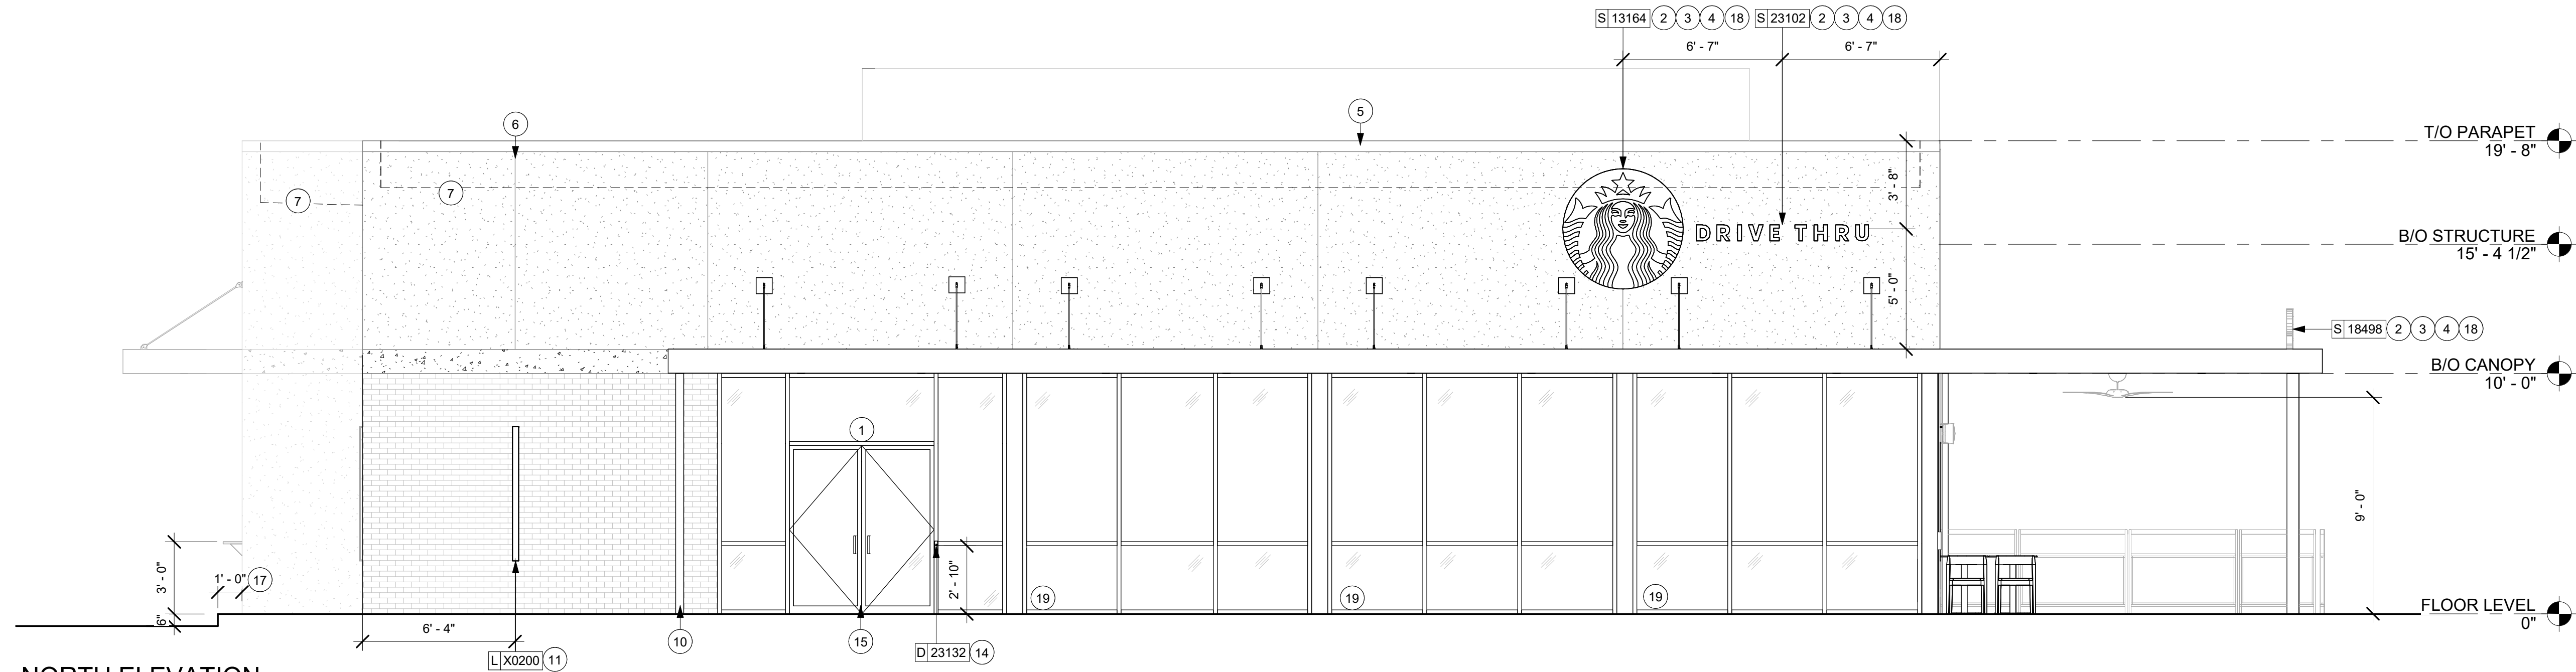 S 13164 2 3 4 18 S 23102 2 3 4 18
6' - 7" 6' - 7"
6 5
T/O PARAPET
19' - 8"
7 7
3' - 8"
DRIVE THRU
B/O STRUCTURE
15' - 4 1/2"
5' - 0"
S 18498 2 3 4 18
B/O CANOPY
10' - 0"
1
9' - 0"
3' - 0"
1' - 0" 17
2' - 10"
19 19 19
6"
FLOOR LEVEL
0"
6' - 4"
10 15
L X0200 11
D 23132 14
NORTH ELEVATION